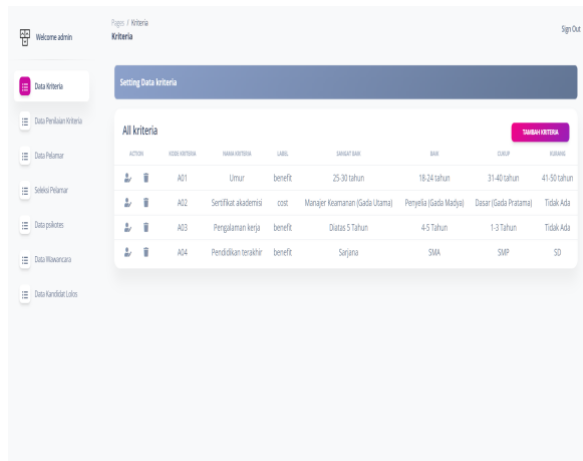 Welcome admin
Pages / Kriteria
Kriteria
Sign Out
Data Kriteria
Data Penilaian Kriteria
Data Pelamar
Seleksi Pelamar
Data psikotes
Data Wawancara
Data Kandidat Lolos
Setting Data kriteria
All kriteria
TAMBAH KRITERIA
ACTION KODE KRITERIA NAMA KRITERIA LABEL SANGAT BAIK BAIK CUKUP KURANG
A01 Umur benefit 25-30 tahun 18-24 tahun 31-40 tahun 41-50 tahun
A02 Sertifikat akademisi cost Manajer Keamanan (Gada Utama) Penyelia (Gada Madya) Dasar (Gada Pratama) Tidak Ada
A03 Pengalaman kerja benefit Diatas 5 Tahun 4-5 Tahun 1-3 Tahun Tidak Ada
A04 Pendidikan terakhir benefit Sarjana SMA SMP SD